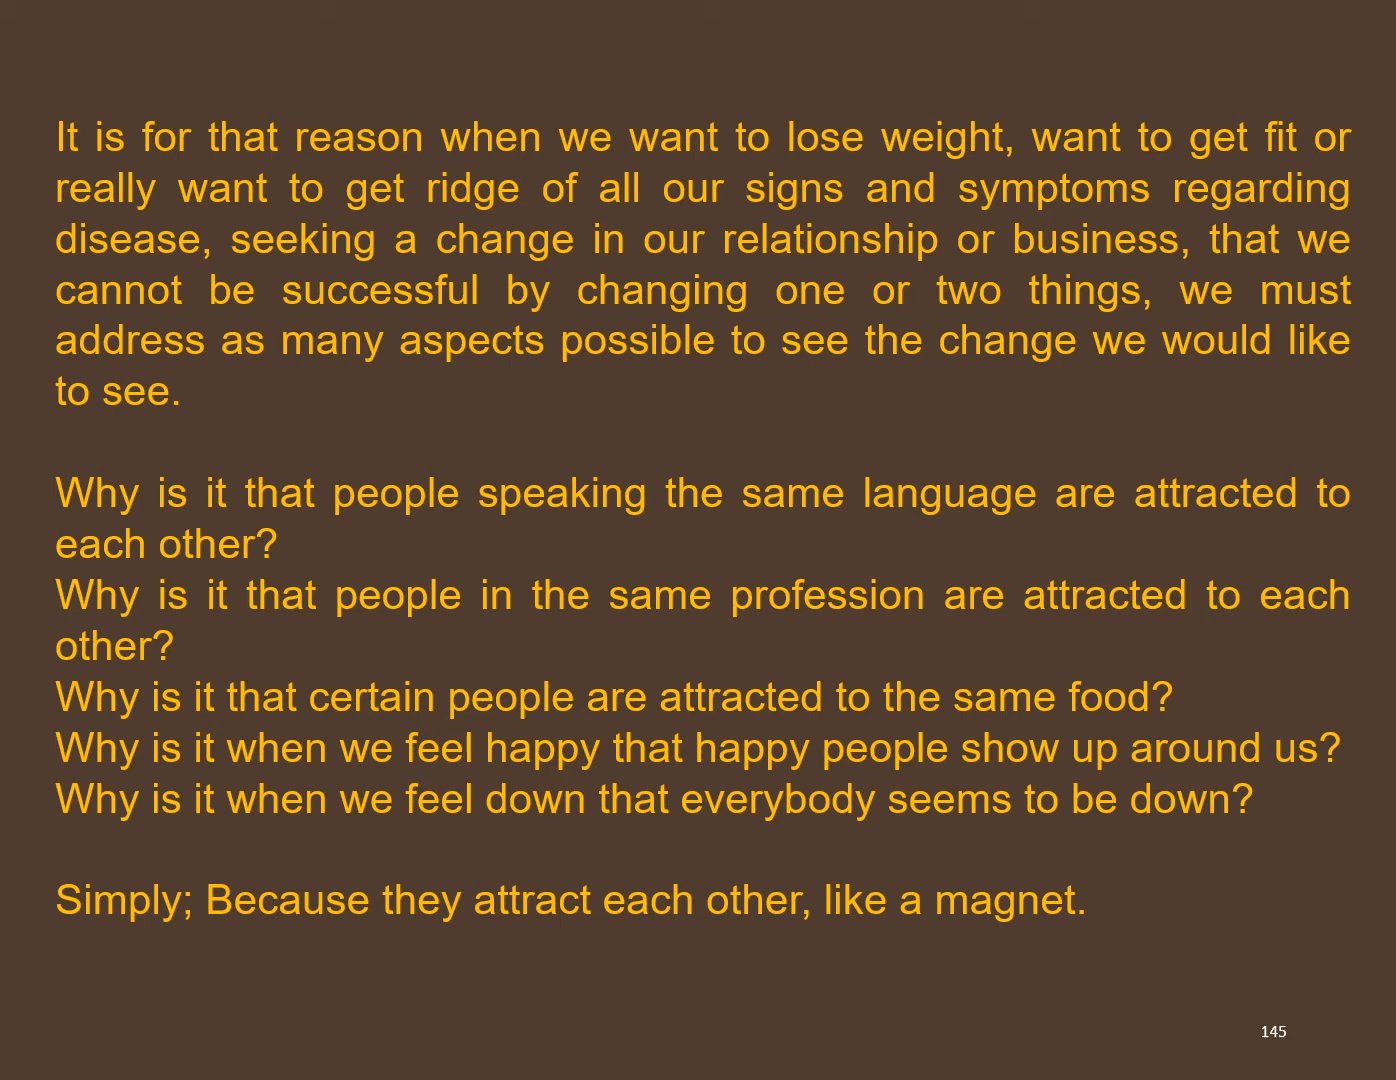 It is for that reason when we want to lose weight, want to get fit or
really want to get ridge of all our signs and symptoms regarding
disease, seeking a change in our relationship or business, that we
cannot be successful by changing one or two things, we must
address as many aspects possible to see the change we would like
to see.
Why is it that people speaking the same language are attracted to
each other?
Why is it that people in the same profession are attracted to each
other?
Why is it that certain people are attracted to the same food?
Why is it when we feel happy that happy people show up around us?
Why is it when we feel down that everybody seems to be down?
Simply; Because they attract each other, like a magnet.
145